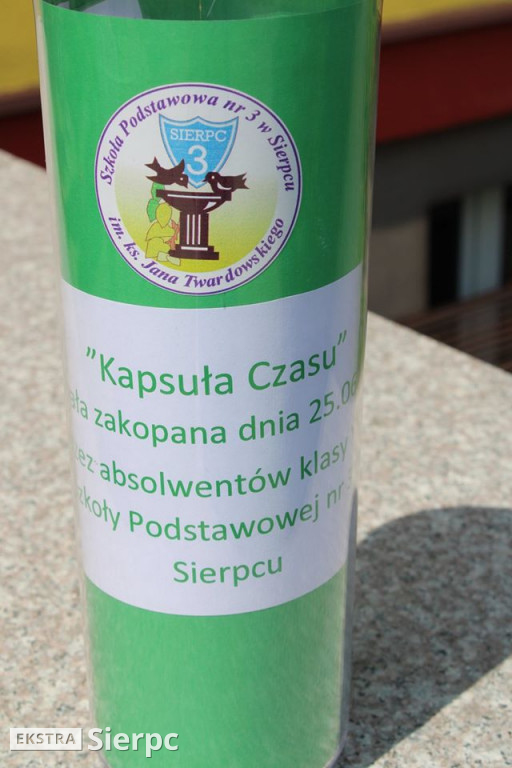 Szkoła Podstawowa nr 3 w Sierpcu
SIERPC
3
im. ks. Jana Twardowskiego
"Kapsuła Czasu"
zakopana dnia 25.06
absolwentów klasy
Podstawowej nr
Sierpcu
EKSTRA Sierpc